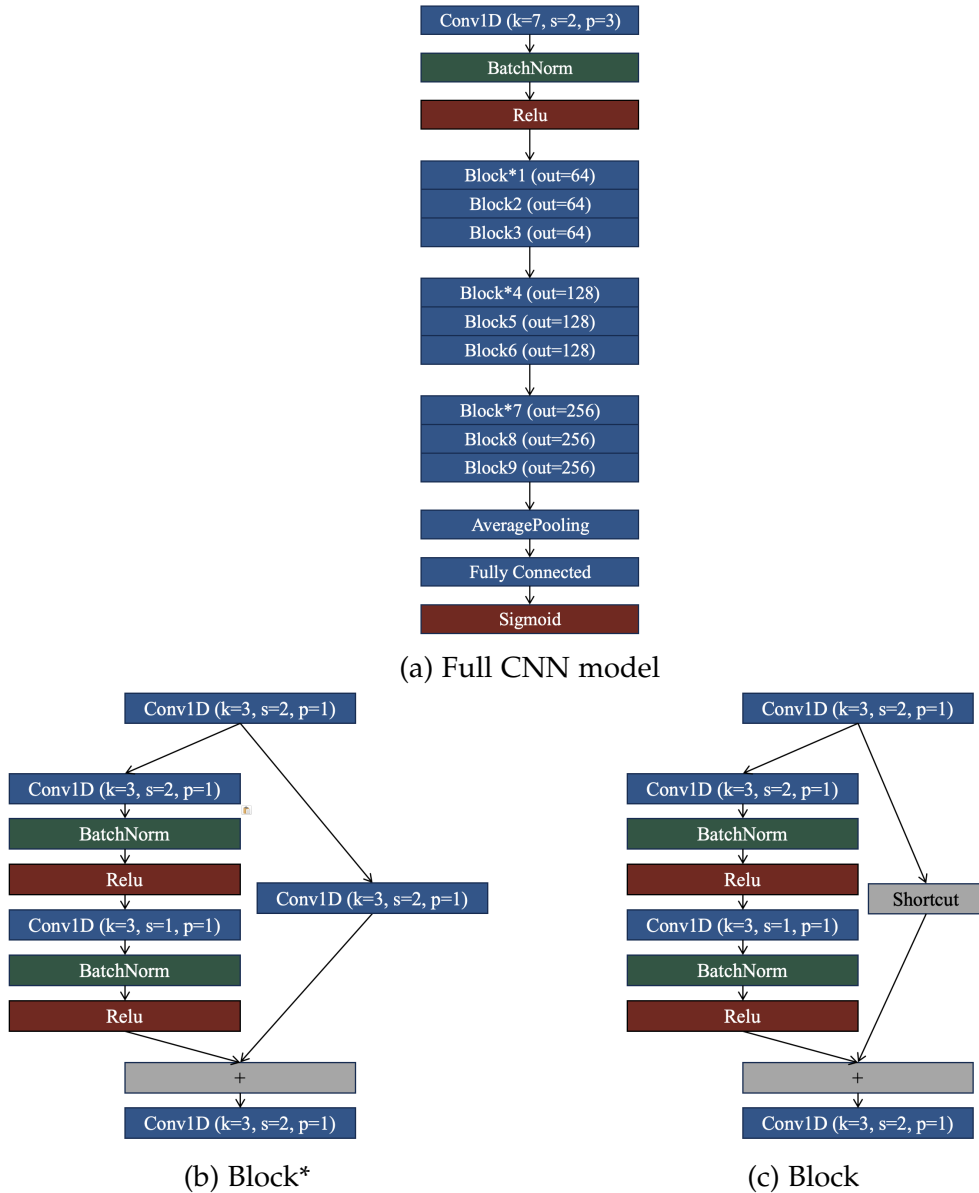 Conv1D (k=7, s=2, p=3)
BatchNorm
Relu
Block*1 (out=64)
Block2 (out=64)
Block3 (out=64)
Block*4 (out=128)
Block5 (out=128)
Block6 (out=128)
Block*7 (out=256)
Block8 (out=256)
Block9 (out=256)
AveragePooling
Fully Connected
Sigmoid
(a) Full CNN model
Conv1D (k=3, s=2, p=1)
Conv1D (k=3, s=2, p=1)
BatchNorm
Relu
Conv1D (k=3, s=2, p=1)
Conv1D (k=3, s=1, p=1)
BatchNorm
Relu
+
Conv1D (k=3, s=2, p=1)
(b) Block*
Conv1D (k=3, s=2, p=1)
Conv1D (k=3, s=2, p=1)
BatchNorm
Relu
Shortcut
Conv1D (k=3, s=1, p=1)
BatchNorm
Relu
+
Conv1D (k=3, s=2, p=1)
(c) Block